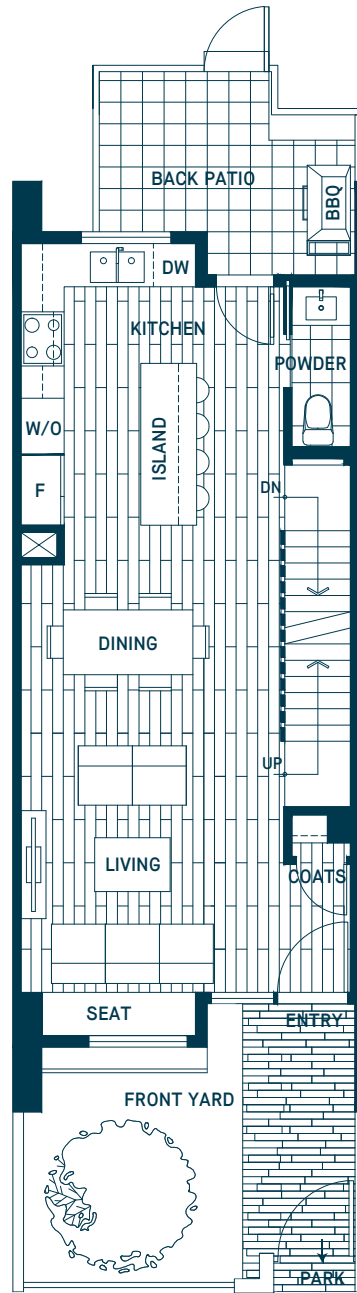 BACK PATIO
BBQ
DW
KITCHEN
POWDER
W/O
ISLAND
F
DN
DINING
UP
LIVING
COATS
SEAT
ENTRY
FRONT YARD
PARK